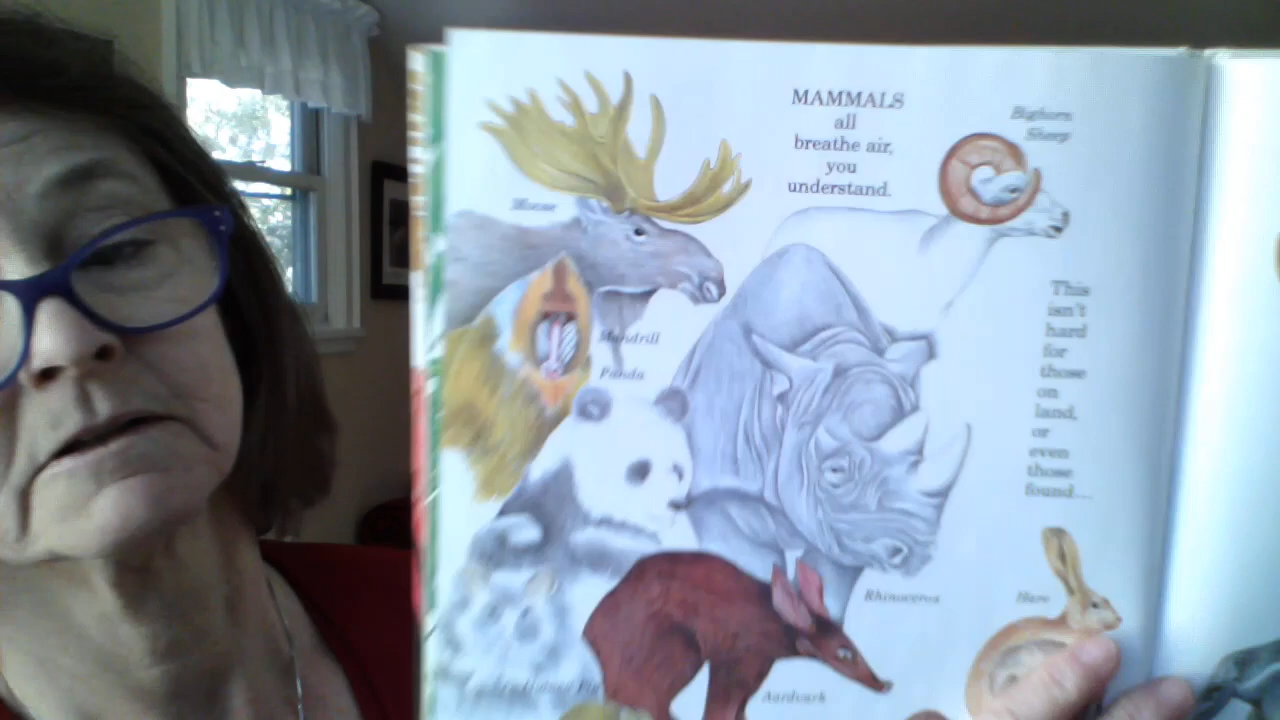 MAMMALS
all
breathe air,
you
understand.
Bighorn
Sheep
Moose
Mandrill
Panda
This
isn't
hard
for
those
on
land,
or
even
those
found...
Rhinoceros
Hare
Aardvark